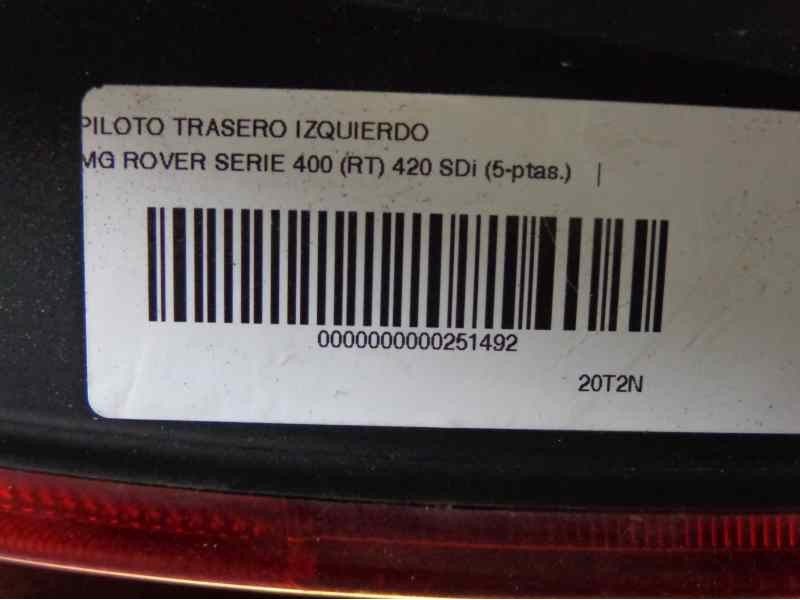 PILOTO TRASERO IZQUIERDO
MG ROVER SERIE 400 (RT) 420 SDi (5-ptas.) |
0000000000251492
20T2N